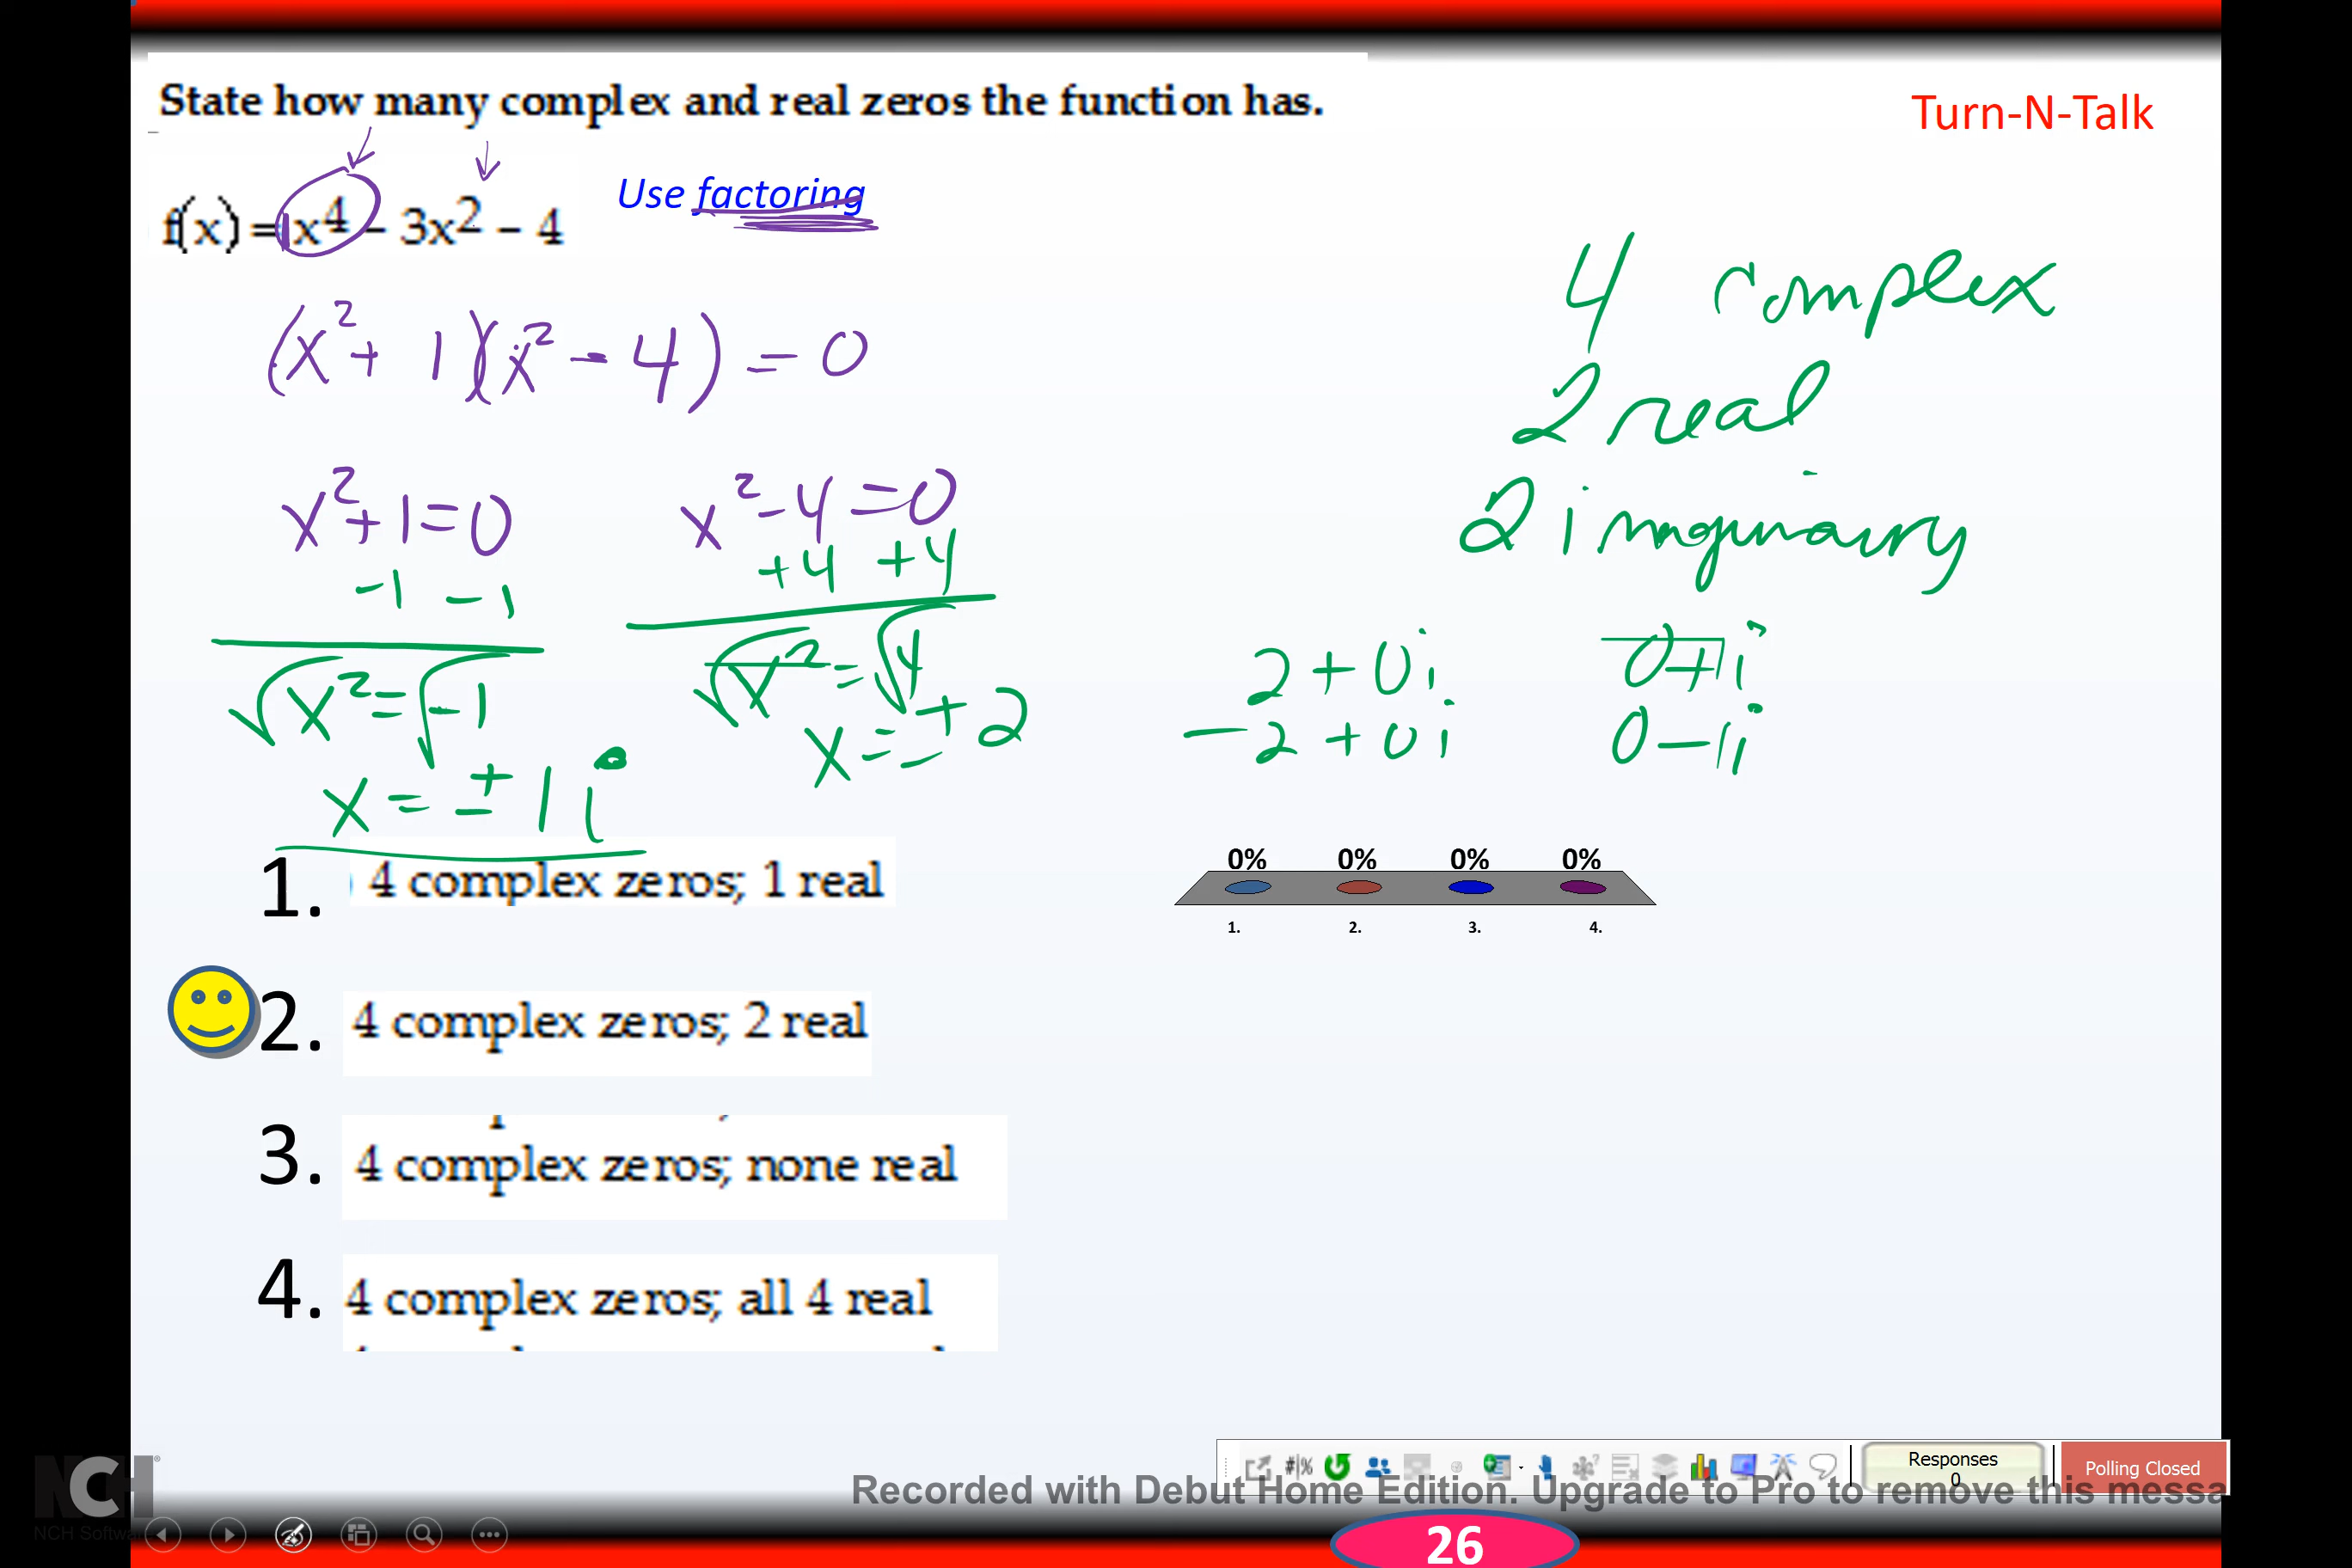 State how many complex and real zeros the function has.
Turn-N-Talk
f(x) = 1x⁴ - 3x² - 4
Use factoring
(x² + 1)(x² - 4) = 0
4 complex
2 real
2 imaginary
x² + 1 = 0
-1 -1
√x² = √-1
x = ± 1i
x² - 4 = 0
+4 +4
√x² = √4
x = ± 2
2 + 0i
-2 + 0i
0 + 1i
0 - 1i
1. 4 complex zeros; 1 real
2. 4 complex zeros; 2 real
3. 4 complex zeros; none real
4. 4 complex zeros; all 4 real
0% 0% 0% 0%
1. 2. 3. 4.
#|%
Responses
0
Polling Closed
Recorded with Debut Home Edition. Upgrade to Pro to remove this messa
NCH
NCH Softwa
26